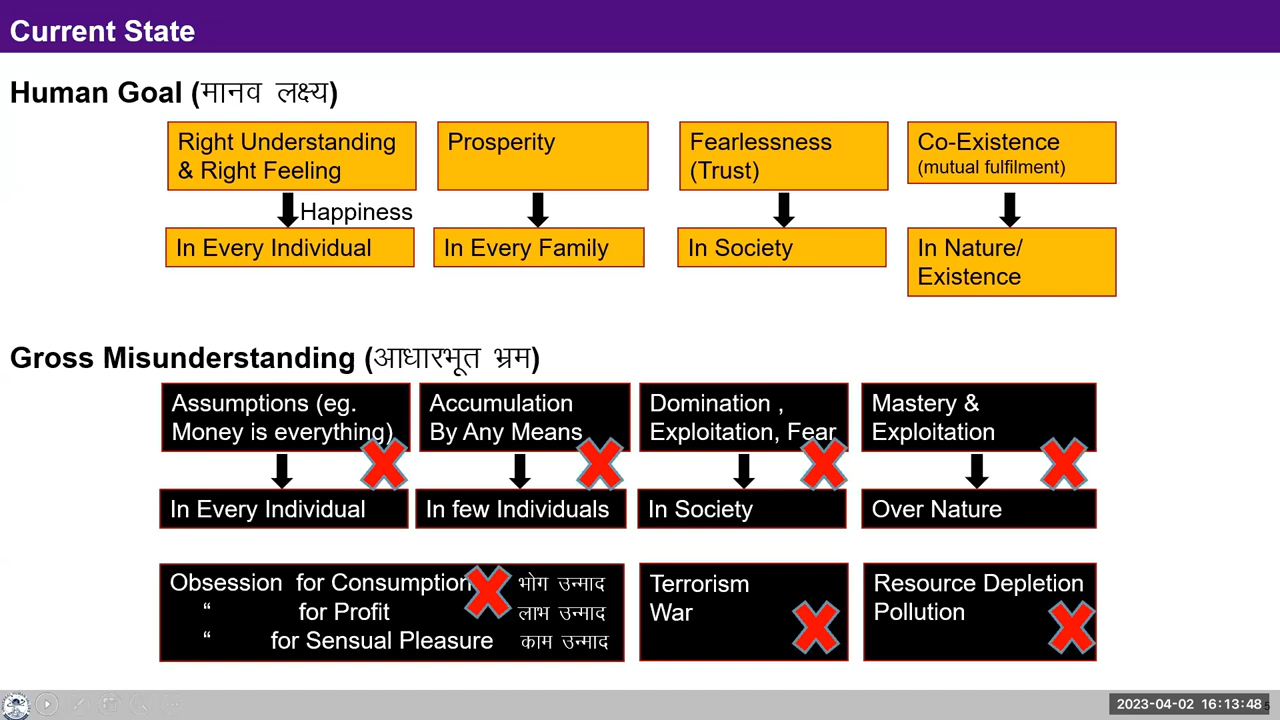 Current State
Human Goal (मानव लक्ष्य)
Right Understanding
& Right Feeling
Happiness
In Every Individual
Prosperity
In Every Family
Fearlessness
(Trust)
In Society
Co-Existence
(mutual fulfilment)
In Nature/
Existence
Gross Misunderstanding (आधारभूत भ्रम)
Assumptions (eg.
Money is everything)
In Every Individual
Accumulation
By Any Means
In few Individuals
Domination ,
Exploitation, Fear
In Society
Mastery &
Exploitation
Over Nature
Obsession for Consumption भोग उन्माद
“ for Profit लाभ उन्माद
“ for Sensual Pleasure काम उन्माद
Terrorism
War
Resource Depletion
Pollution
2023-04-02 16:13:48
5